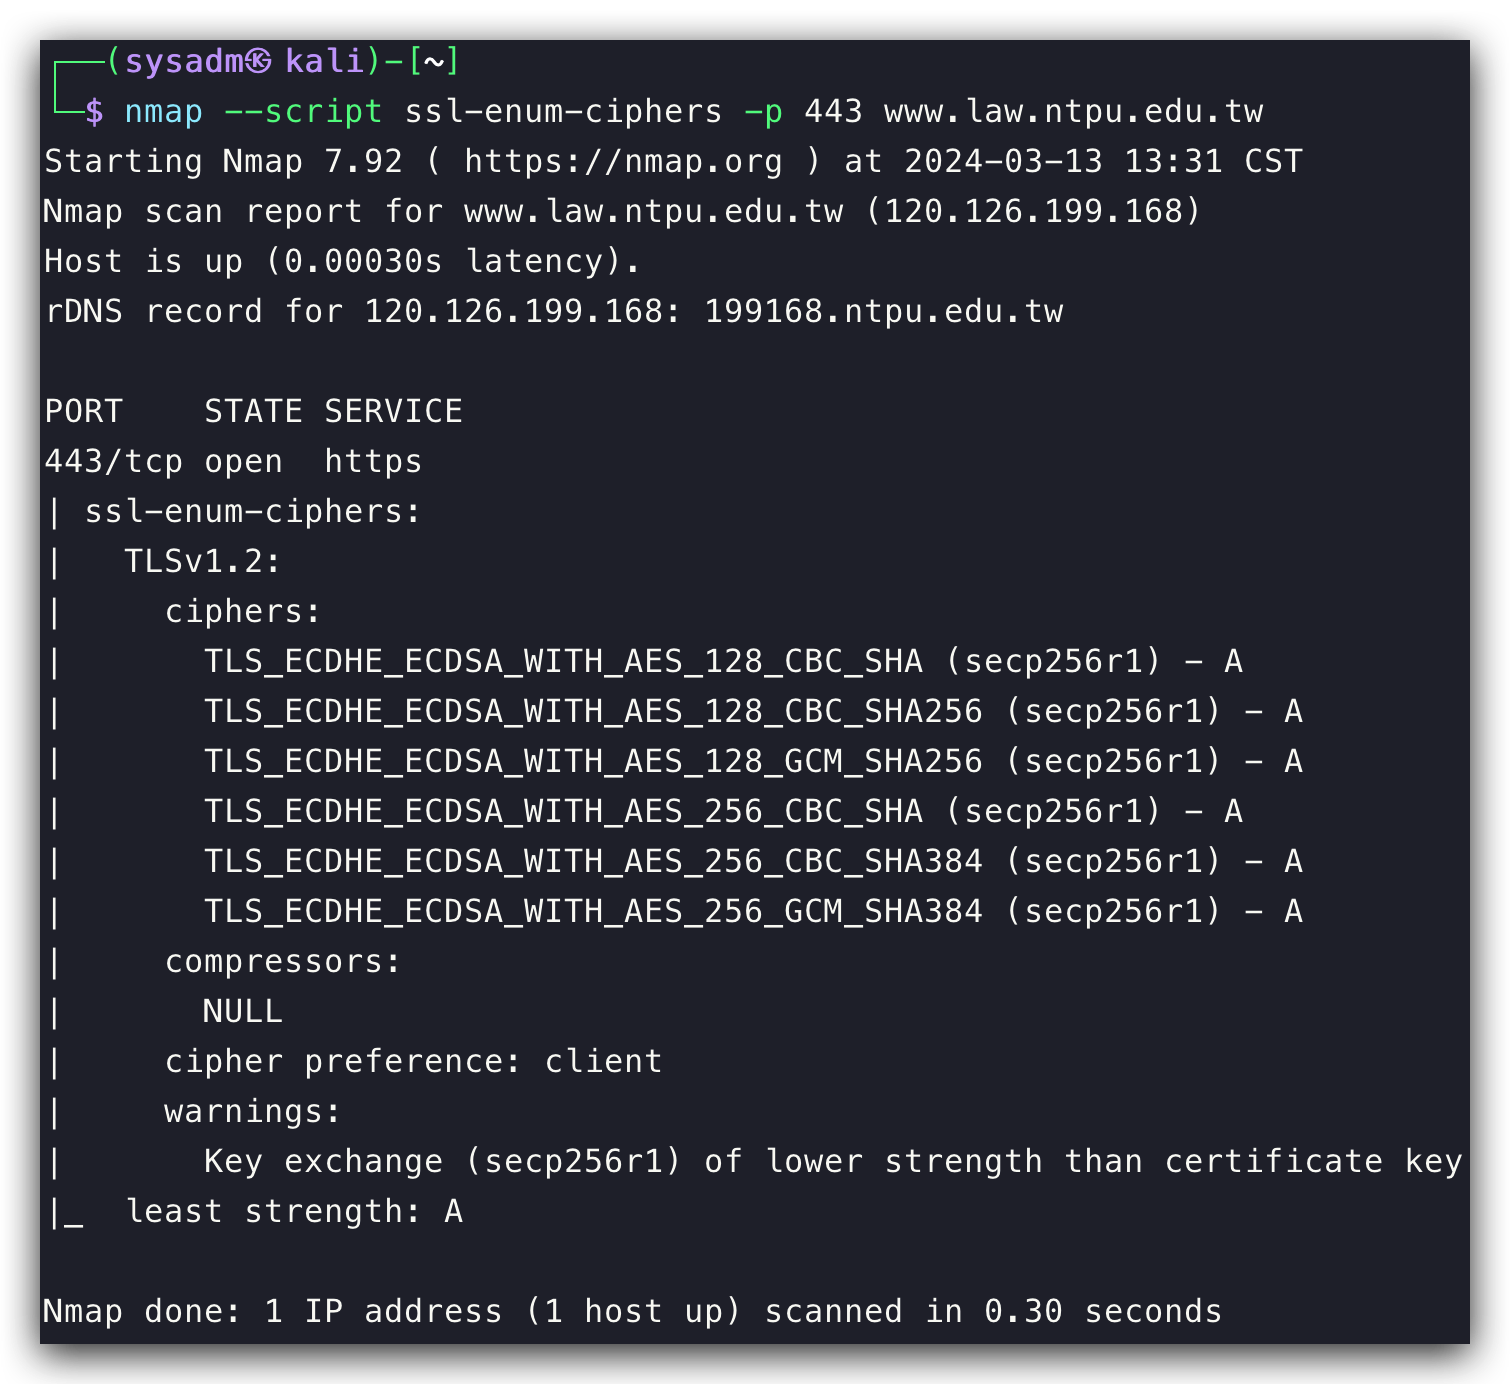 ┌──(sysadm㉿kali)-[~]
└─$ nmap --script ssl-enum-ciphers -p 443 www.law.ntpu.edu.tw
Starting Nmap 7.92 ( https://nmap.org ) at 2024-03-13 13:31 CST
Nmap scan report for www.law.ntpu.edu.tw (120.126.199.168)
Host is up (0.00030s latency).
rDNS record for 120.126.199.168: 199168.ntpu.edu.tw
PORT    STATE SERVICE
443/tcp open  https
| ssl-enum-ciphers:
|   TLSv1.2:
|     ciphers:
|       TLS_ECDHE_ECDSA_WITH_AES_128_CBC_SHA (secp256r1) - A
|       TLS_ECDHE_ECDSA_WITH_AES_128_CBC_SHA256 (secp256r1) - A
|       TLS_ECDHE_ECDSA_WITH_AES_128_GCM_SHA256 (secp256r1) - A
|       TLS_ECDHE_ECDSA_WITH_AES_256_CBC_SHA (secp256r1) - A
|       TLS_ECDHE_ECDSA_WITH_AES_256_CBC_SHA384 (secp256r1) - A
|       TLS_ECDHE_ECDSA_WITH_AES_256_GCM_SHA384 (secp256r1) - A
|     compressors:
|       NULL
|     cipher preference: client
|     warnings:
|       Key exchange (secp256r1) of lower strength than certificate key
|_  least strength: A
Nmap done: 1 IP address (1 host up) scanned in 0.30 seconds